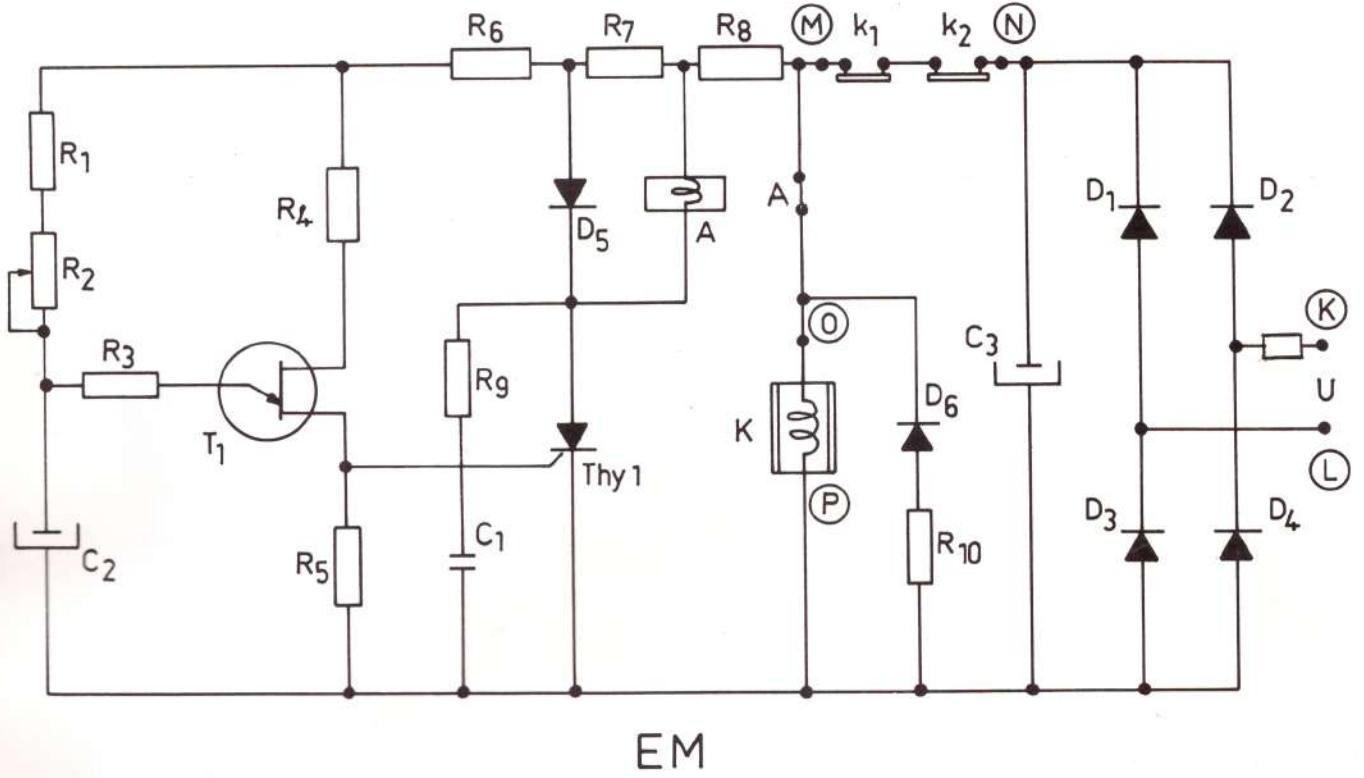 R6 R7 R8 M k1 k2 N
R1
R4
A
D1 D2
R2
D5 A
K
R3 O
C3
U
R9
D6
K
T1
L
Thy 1
P
D3 D4
C1
R10
C2 R5
EM